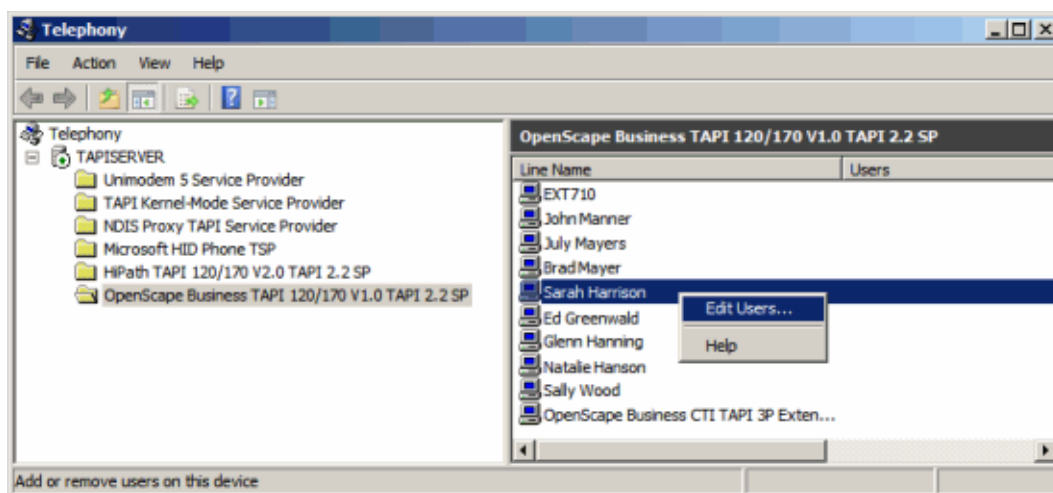 Telephony
File Action View Help
Telephony
TAPISERVER
Unimodem 5 Service Provider
TAPI Kernel-Mode Service Provider
NDIS Proxy TAPI Service Provider
Microsoft HID Phone TSP
HiPath TAPI 120/170 V2.0 TAPI 2.2 SP
OpenScape Business TAPI 120/170 V1.0 TAPI 2.2 SP
OpenScape Business TAPI 120/170 V1.0 TAPI 2.2 SP
Line Name Users
EXT710
John Manner
July Mayers
Brad Mayer
Sarah Harrison
Edit Users...
Ed Greenwald
Glenn Hanning
Help
Natalie Hanson
Sally Wood
OpenScape Business CTI TAPI 3P Exten...
Add or remove users on this device